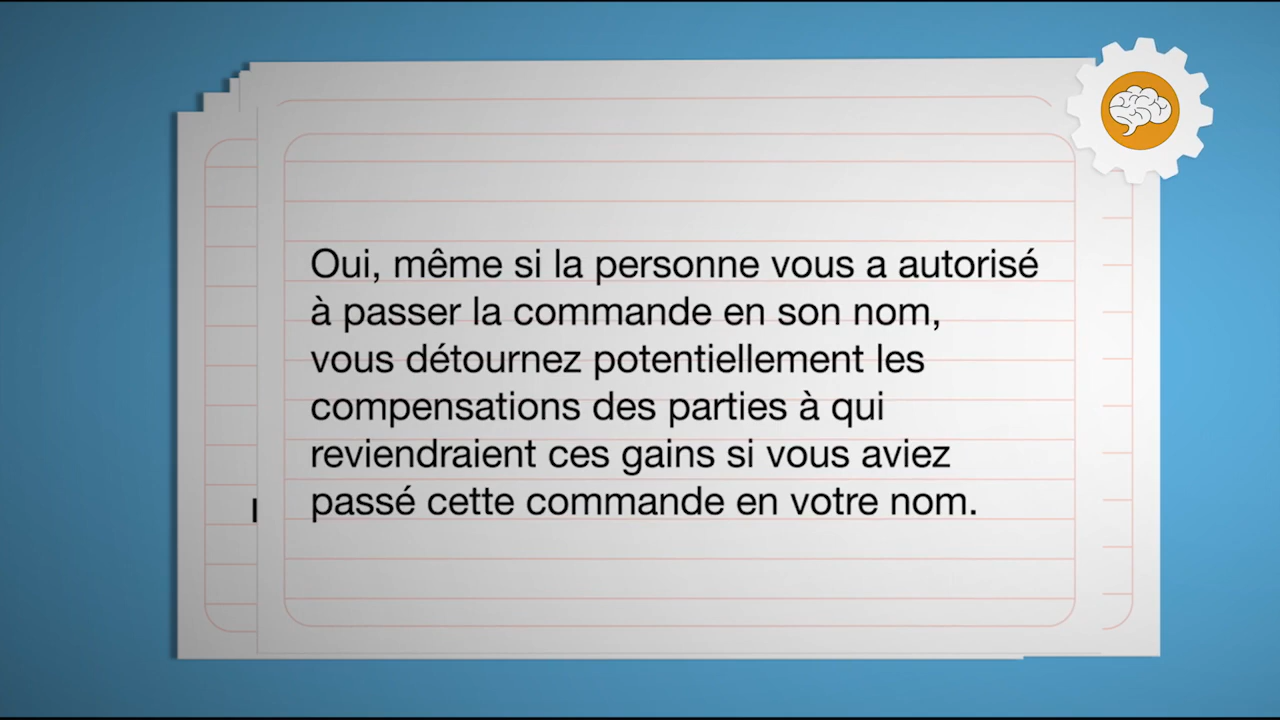 Oui, même si la personne vous a autorisé
à passer la commande en son nom,
vous détournez potentiellement les
compensations des parties à qui
reviendraient ces gains si vous aviez
passé cette commande en votre nom.